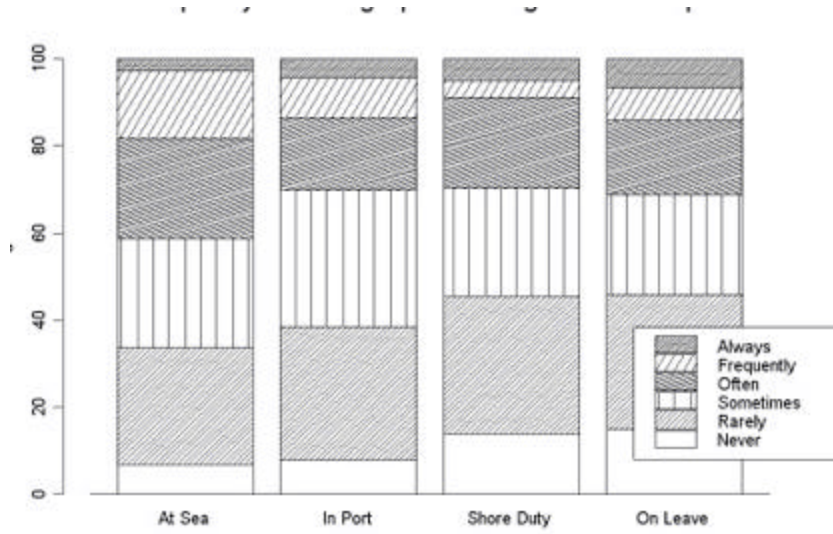 100
80
60
40
20
0
At Sea
In Port
Shore Duty
On Leave
Always
Frequently
Often
Sometimes
Rarely
Never